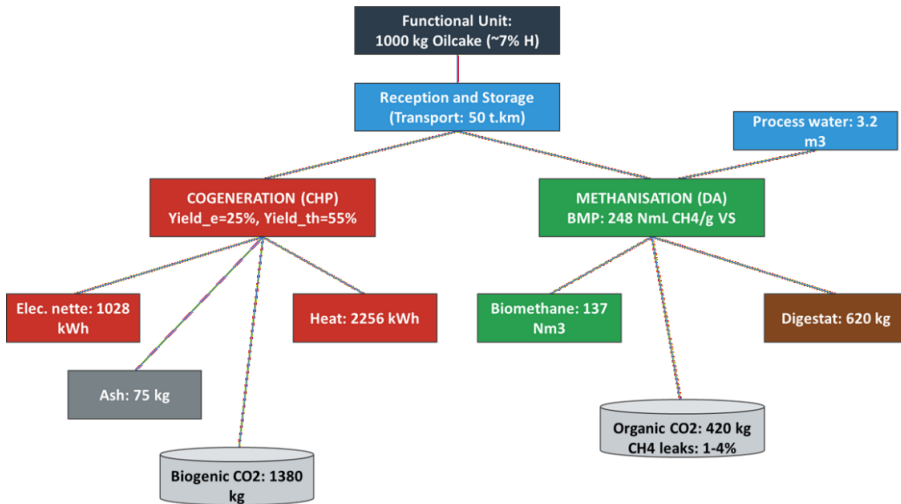 Functional Unit:
1000 kg Oilcake (~7% H)
Reception and Storage
(Transport: 50 t.km)
Process water: 3.2
m3
COGENERATION (CHP)
Yield_e=25%, Yield_th=55%
METHANISATION (DA)
BMP: 248 NmL CH4/g VS
Elec. nette: 1028
kWh
Heat: 2256 kWh
Biomethane: 137
Nm3
Digestat: 620 kg
Ash: 75 kg
Organic CO2: 420 kg
CH4 leaks: 1-4%
Biogenic CO2: 1380
kg